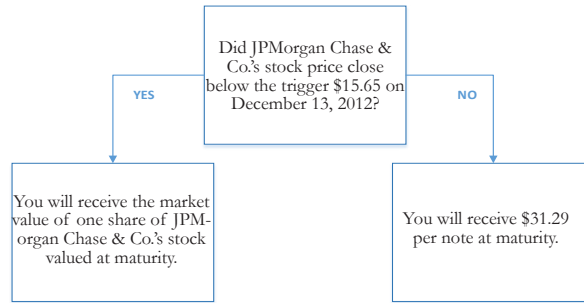 Did JPMorgan Chase &
Co.'s stock price close
below the trigger $15.65 on
December 13, 2012?
YES
NO
You will receive the market
value of one share of JPM-
organ Chase & Co.'s stock
valued at maturity.
You will receive $31.29
per note at maturity.